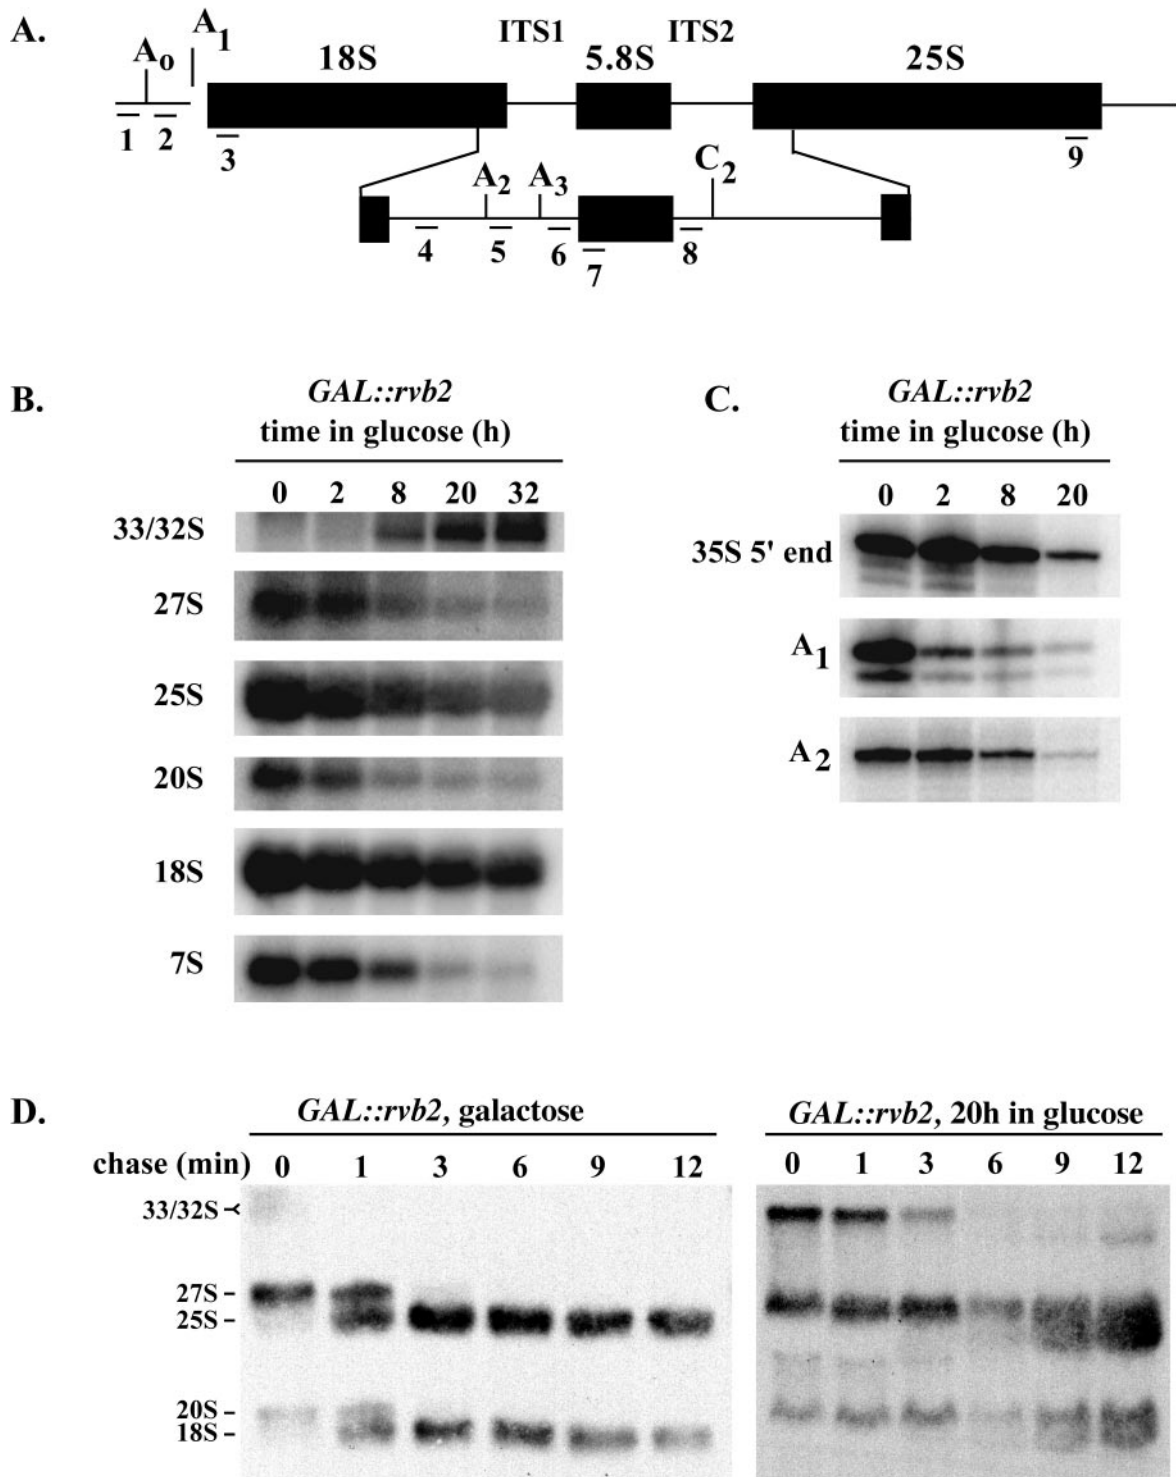 A.
A1
Ao
18S
ITS1
5.8S
ITS2
25S
1
2
3
9
A2
A3
C2
4
5
6
7
8
B.
GAL::rvb2
time in glucose (h)
0 2 8 20 32
33/32S
27S
25S
20S
18S
7S
C.
GAL::rvb2
time in glucose (h)
0 2 8 20
35S 5' end
A1
A2
D.
GAL::rvb2, galactose
chase (min) 0 1 3 6 9 12
33/32S
27S
25S
20S
18S
GAL::rvb2, 20h in glucose
0 1 3 6 9 12